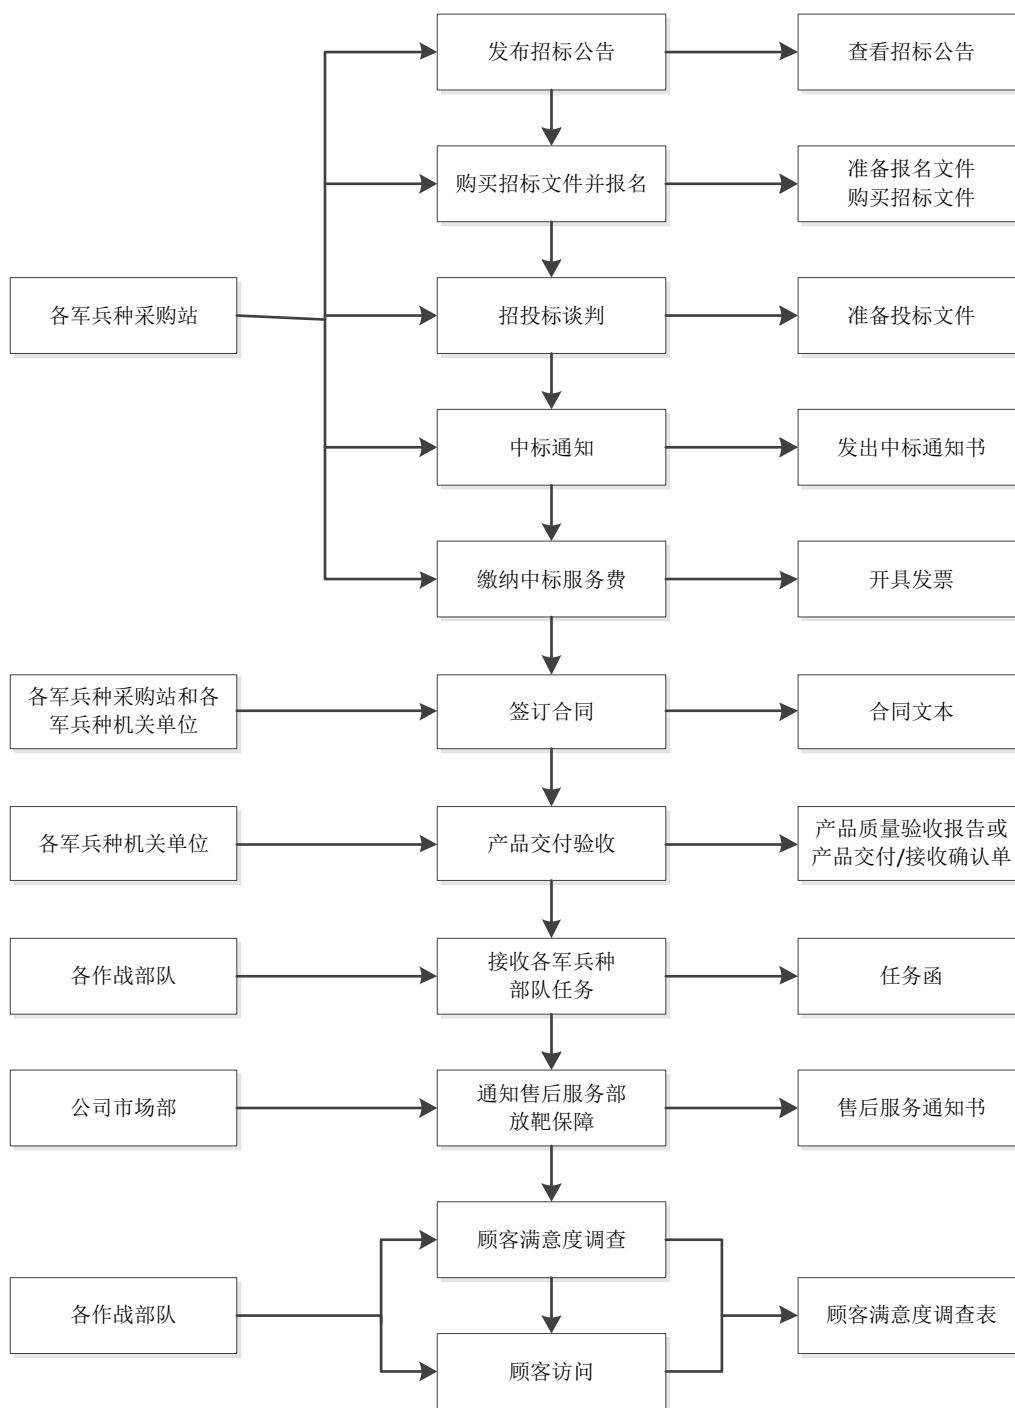 发布招标公告
查看招标公告
购买招标文件并报名
准备报名文件
购买招标文件
各军兵种采购站
招投标谈判
准备投标文件
中标通知
发出中标通知书
缴纳中标服务费
开具发票
各军兵种采购站和各
军兵种机关单位
签订合同
合同文本
各军兵种机关单位
产品交付验收
产品质量验收报告或
产品交付/接收确认单
各作战部队
接收各军兵种
部队任务
任务函
公司市场部
通知售后服务部
放靶保障
售后服务通知书
顾客满意度调查
各作战部队
顾客满意度调查表
顾客访问